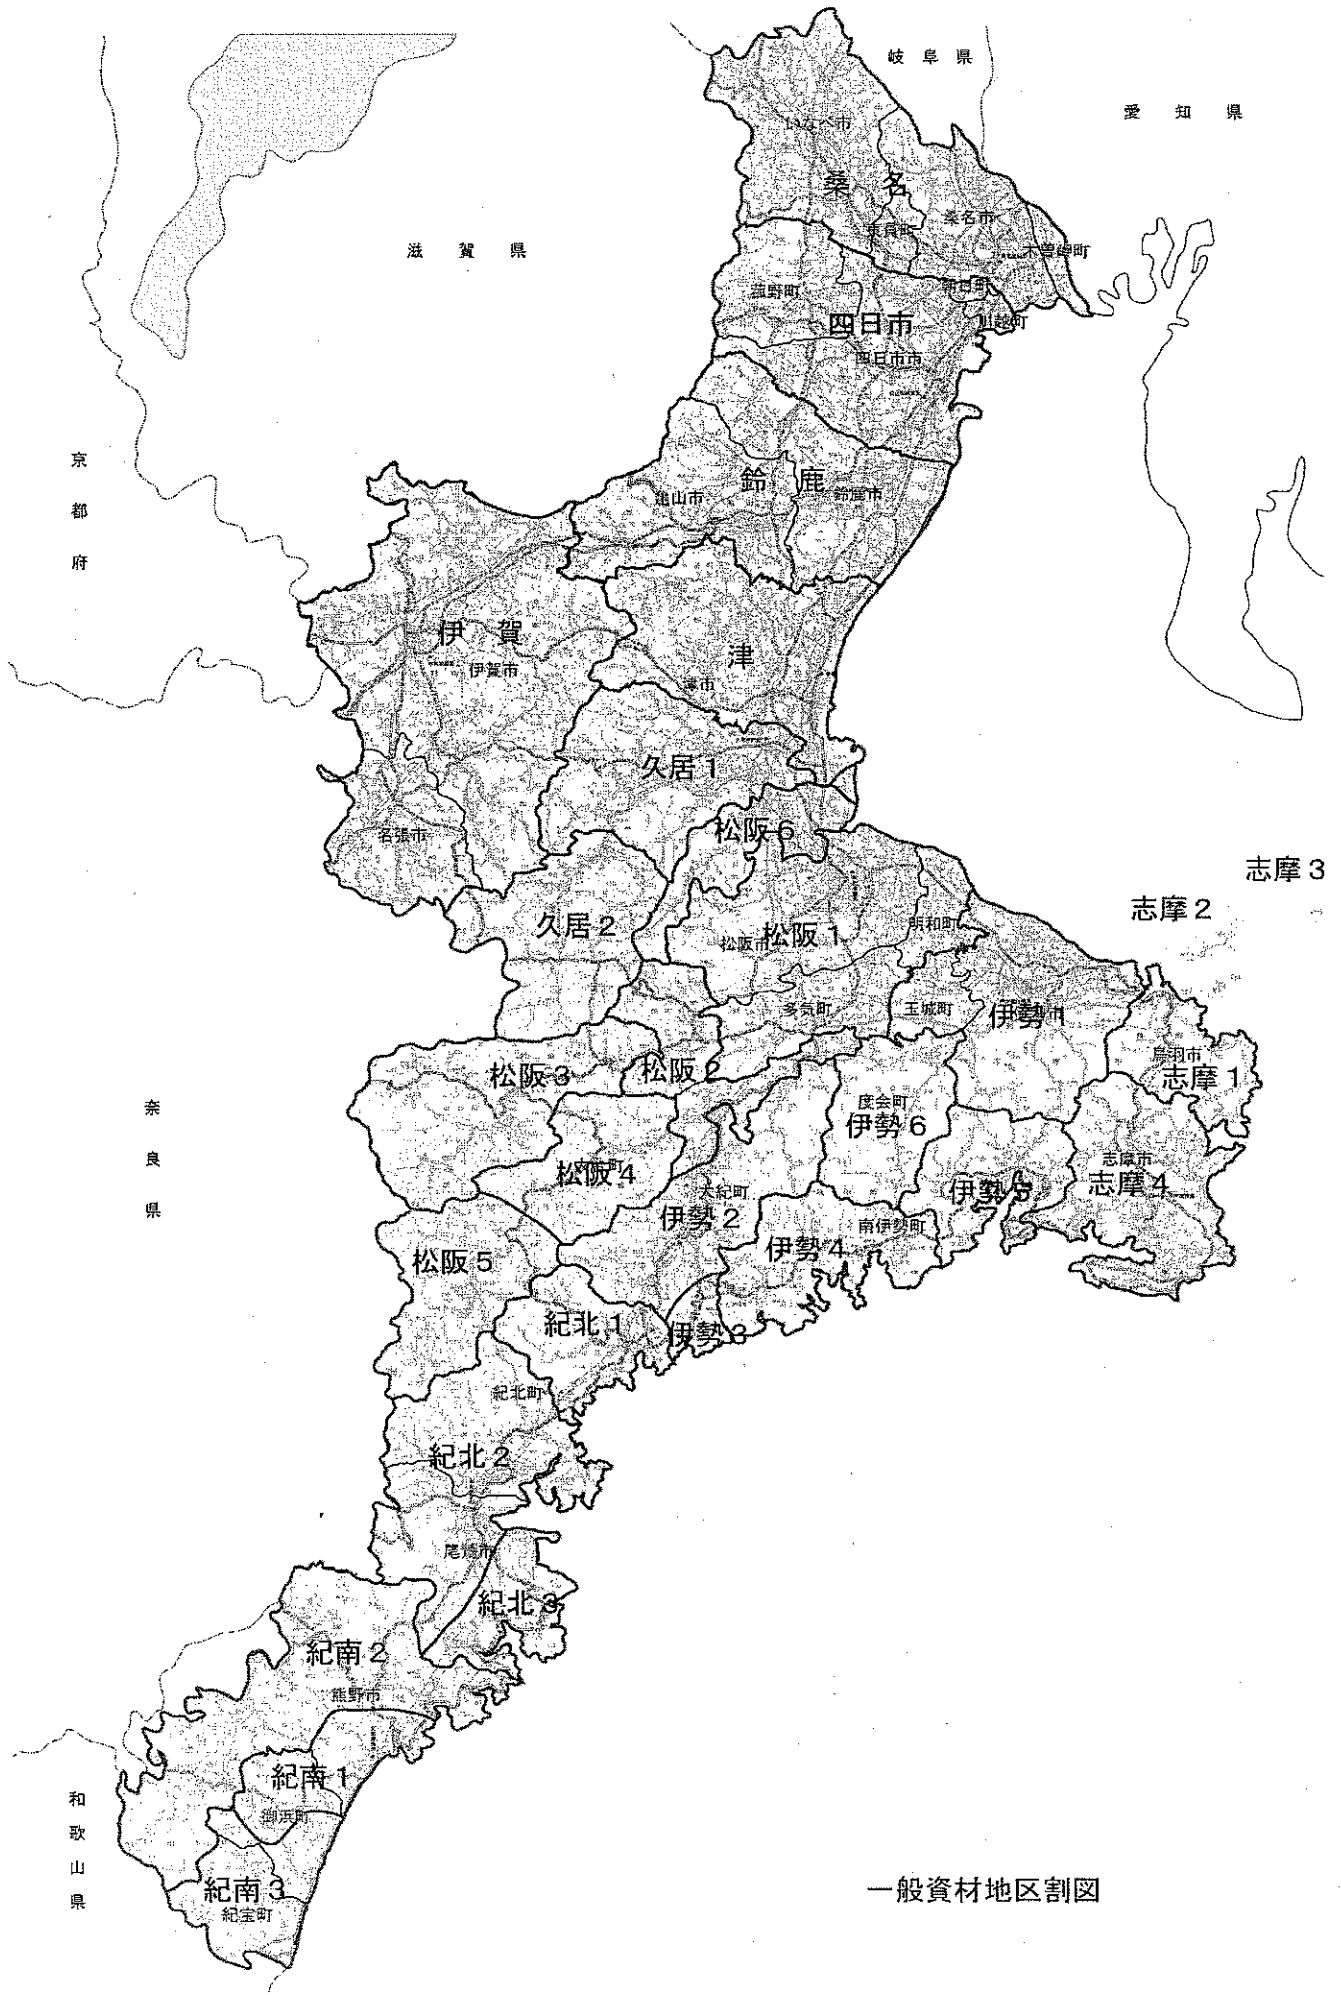 岐阜県
愛知県
いなべ市
桑名
桑名市
東員町
木曽岬町
滋賀県
菰野町
朝日町
川越町
四日市
四日市市
京都府
鈴鹿
亀山市
鈴鹿市
伊賀
伊賀市
津
津市
久居1
名張市
松阪6
志摩3
志摩2
久居2
松阪市
松阪1
明和町
多気町
玉城町
伊勢1
鳥羽市
志摩1
松阪3
松阪2
度会町
伊勢6
奈良県
松阪4
志摩市
志摩4
伊勢5
大紀町
伊勢2
南伊勢町
伊勢4
松阪5
紀北1
伊勢3
紀北町
紀北2
尾鷲市
紀北3
紀南2
熊野市
紀南1
御浜町
和歌山県
紀南3
紀宝町
一般資材地区割図